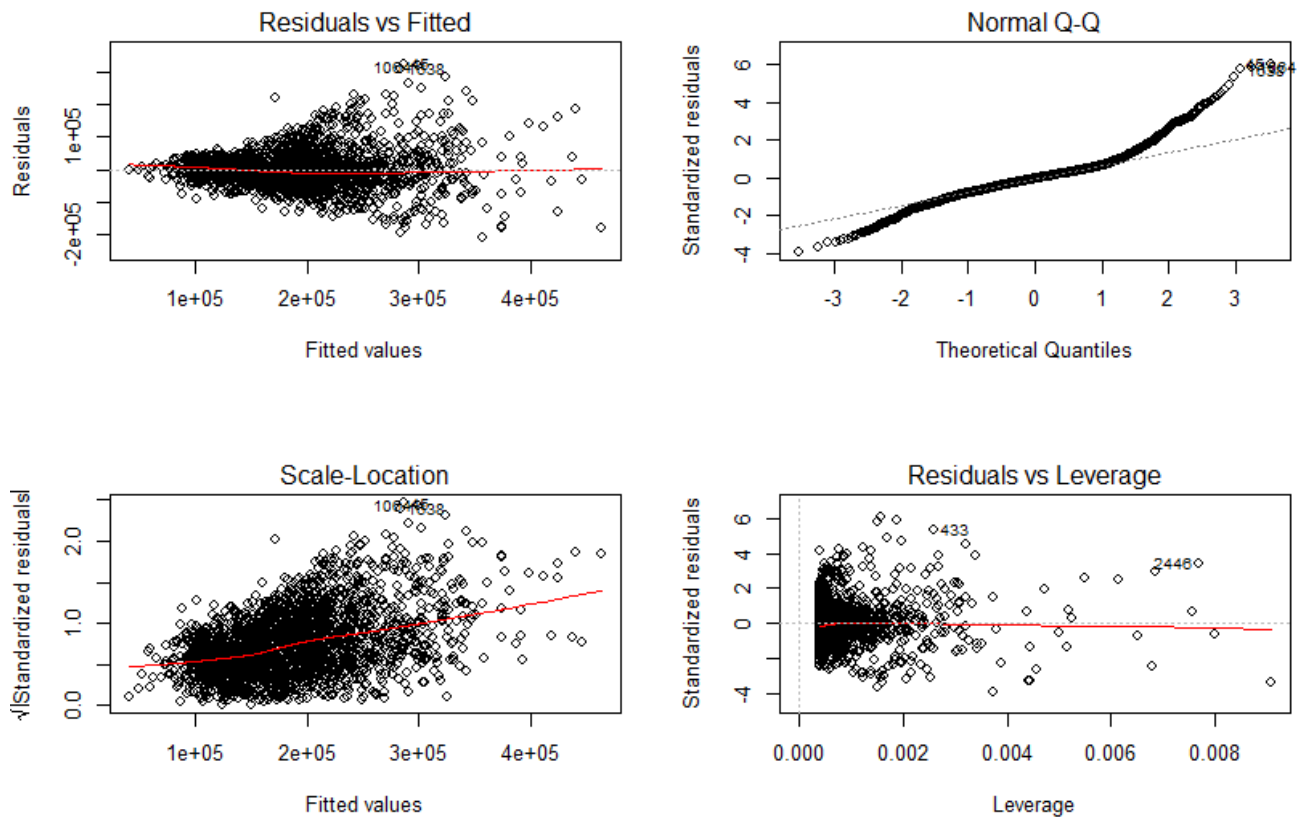 Residuals vs Fitted
Residuals
-2e+05
1e+05
1e+05
2e+05
3e+05
4e+05
Fitted values
Normal Q-Q
Standardized residuals
-4
-2
0
2
4
6
-3
-2
-1
0
1
2
3
Theoretical Quantiles
Scale-Location
√|Standardized residuals|
0.0
1.0
2.0
1e+05
2e+05
3e+05
4e+05
Fitted values
Residuals vs Leverage
433
2446
Standardized residuals
-4
0
2
4
6
0.000
0.002
0.004
0.006
0.008
Leverage